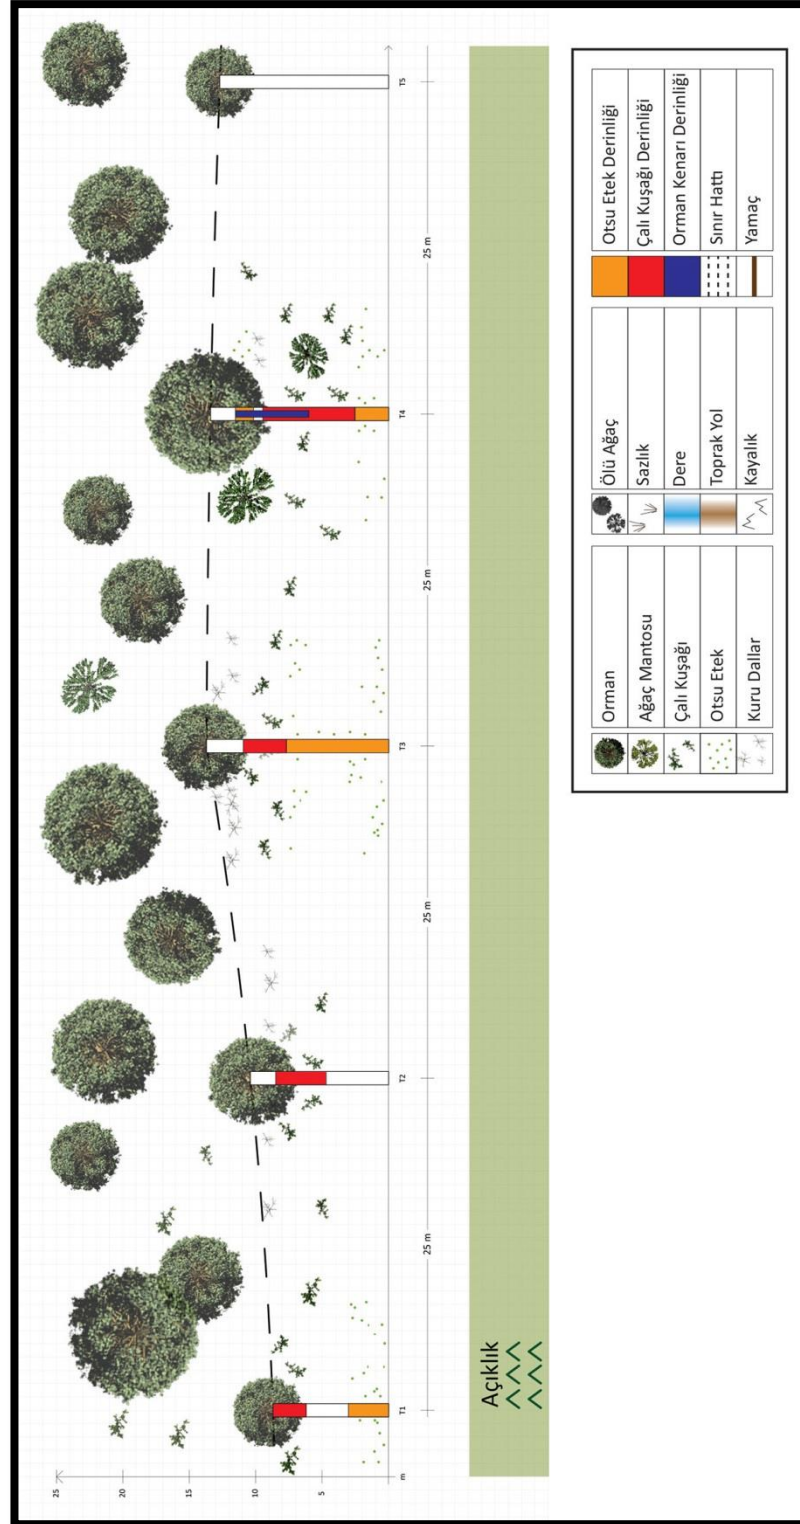 25
20
15
10
5
m
T1
T2
T3
T4
T5
25 m
25 m
25 m
25 m
Açıklık
Orman
Ağaç Mantosu
Çalı Kuşağı
Otsu Etek
Kuru Dallar
Ölü Ağaç
Sazlık
Dere
Toprak Yol
Kayalık
Otsu Etek Derinliği
Çalı Kuşağı Derinliği
Orman Kenarı Derinliği
Sınır Hattı
Yamaç